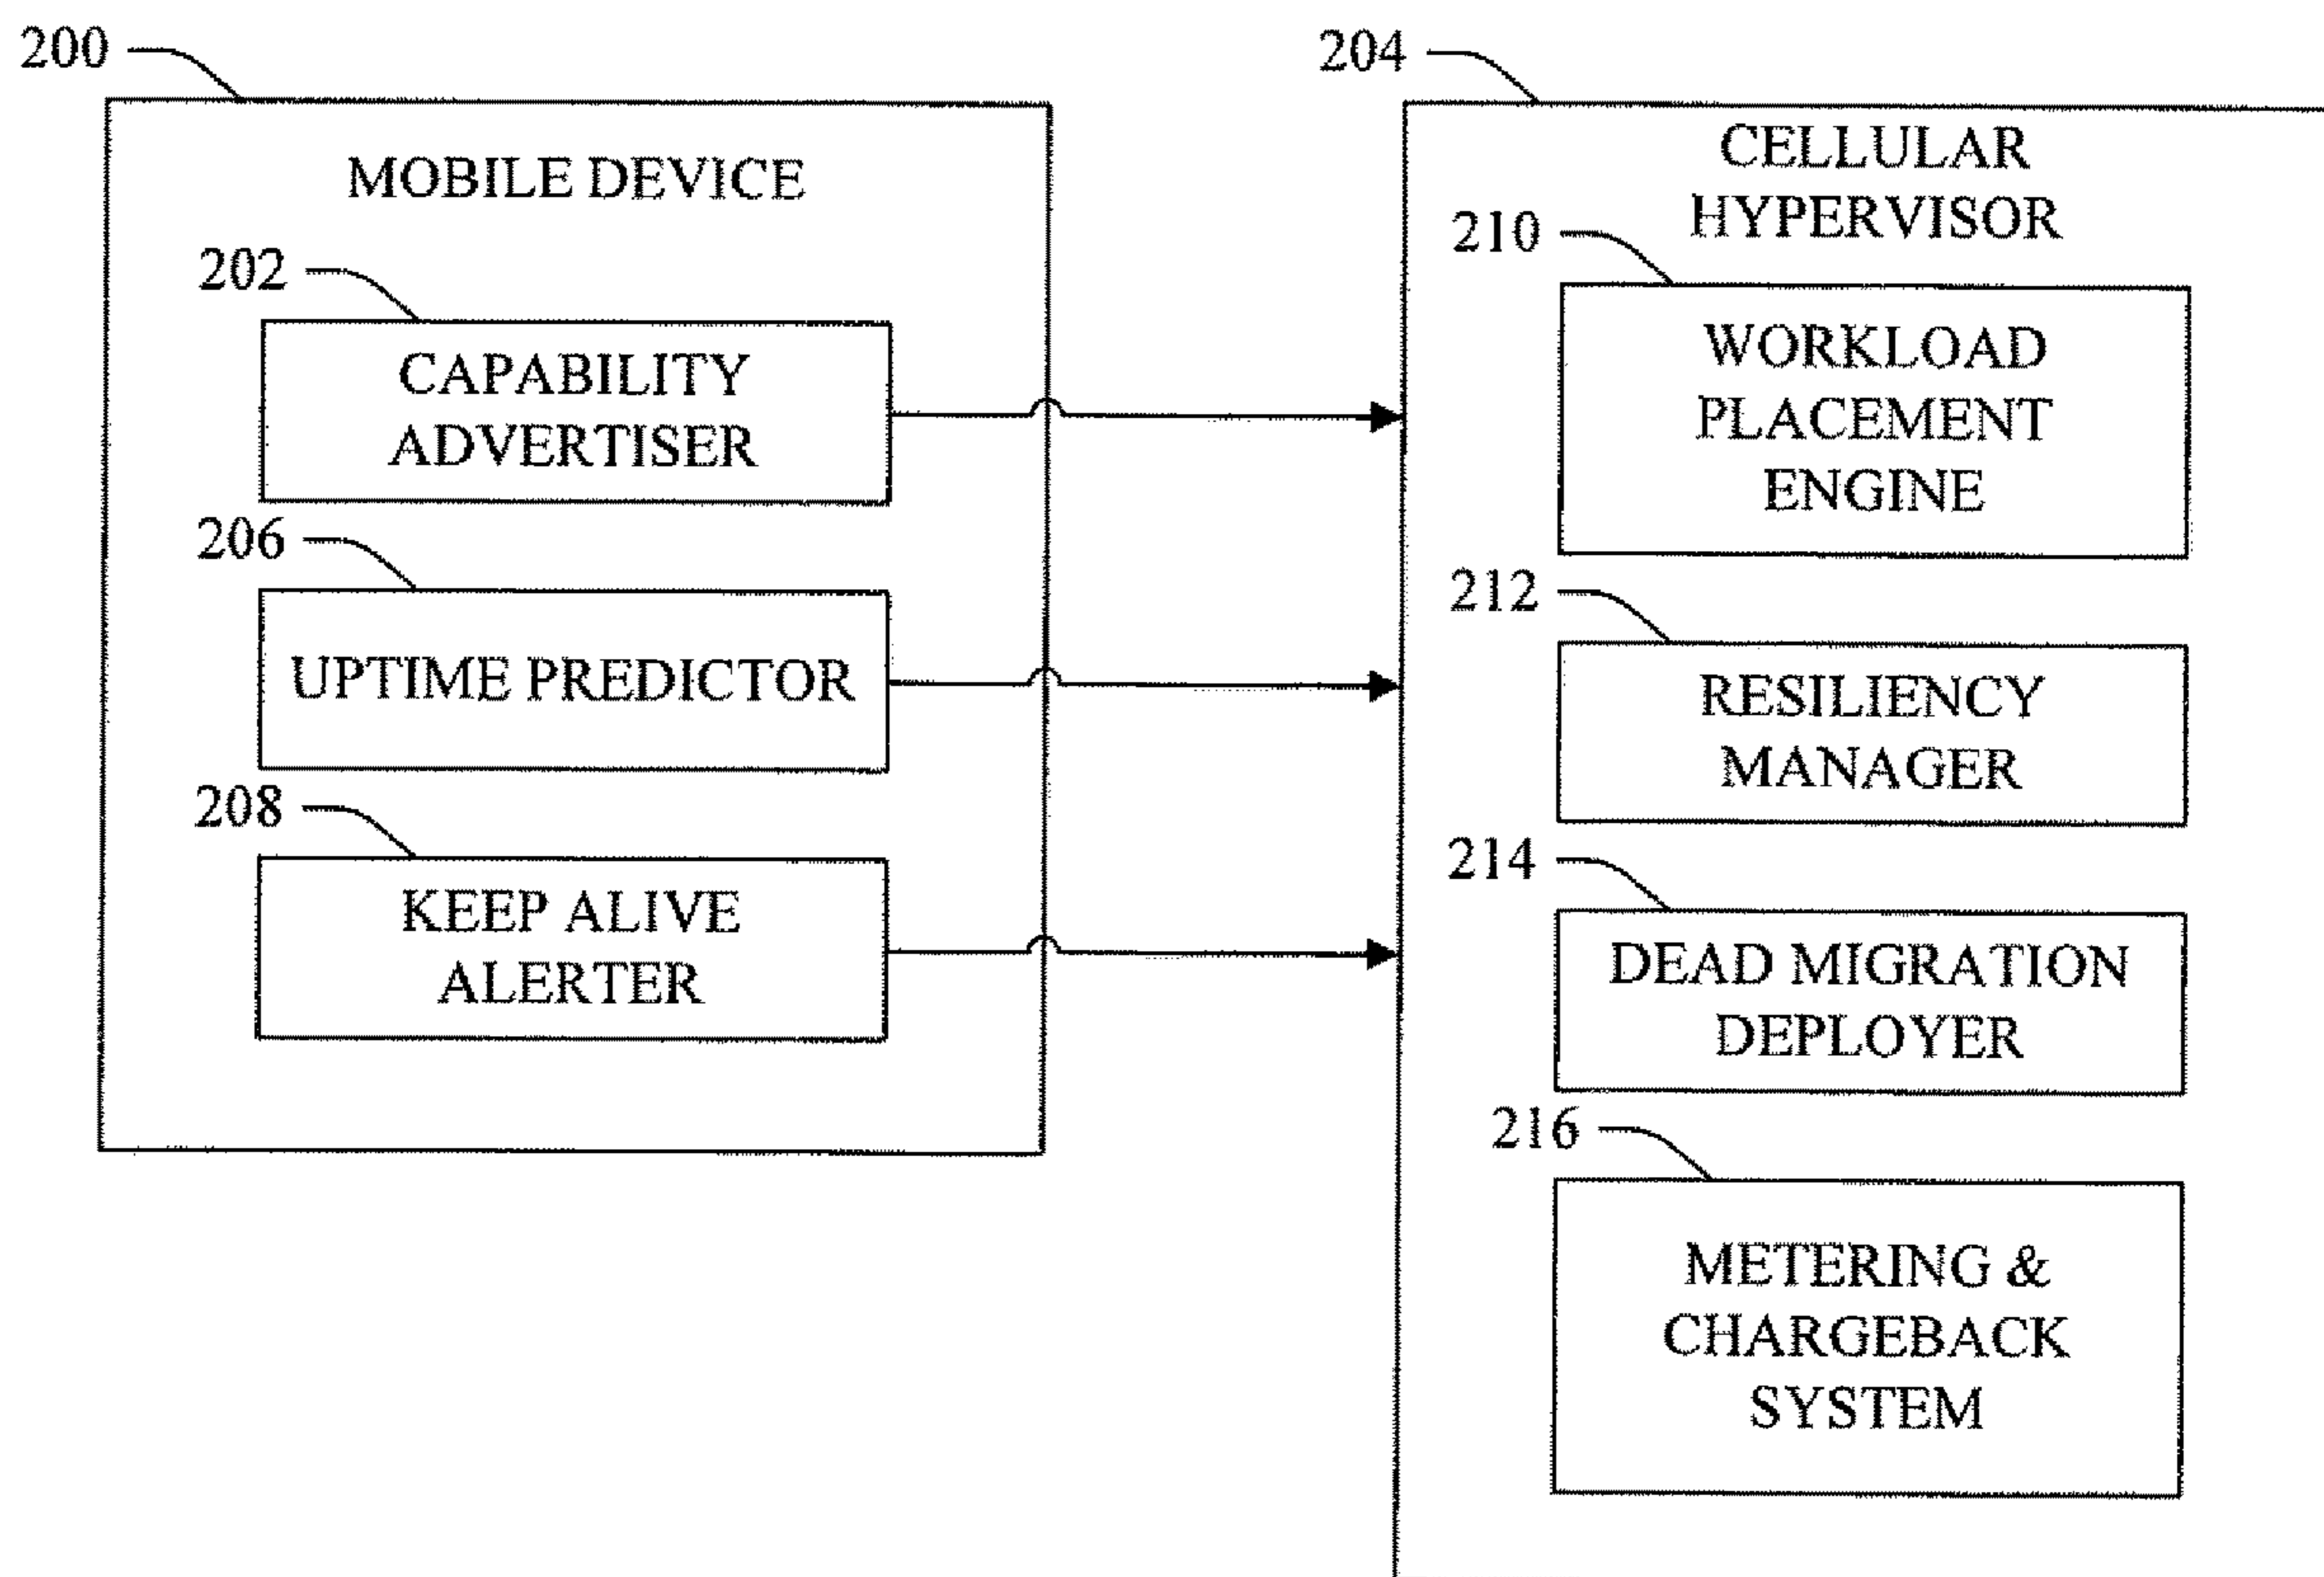 200
MOBILE DEVICE
202
CAPABILITY
ADVERTISER
206
UPTIME PREDICTOR
208
KEEP ALIVE
ALERTER
204
CELLULAR
HYPERVISOR
210
WORKLOAD
PLACEMENT
ENGINE
212
RESILIENCY
MANAGER
214
DEAD MIGRATION
DEPLOYER
216
METERING &
CHARGEBACK
SYSTEM